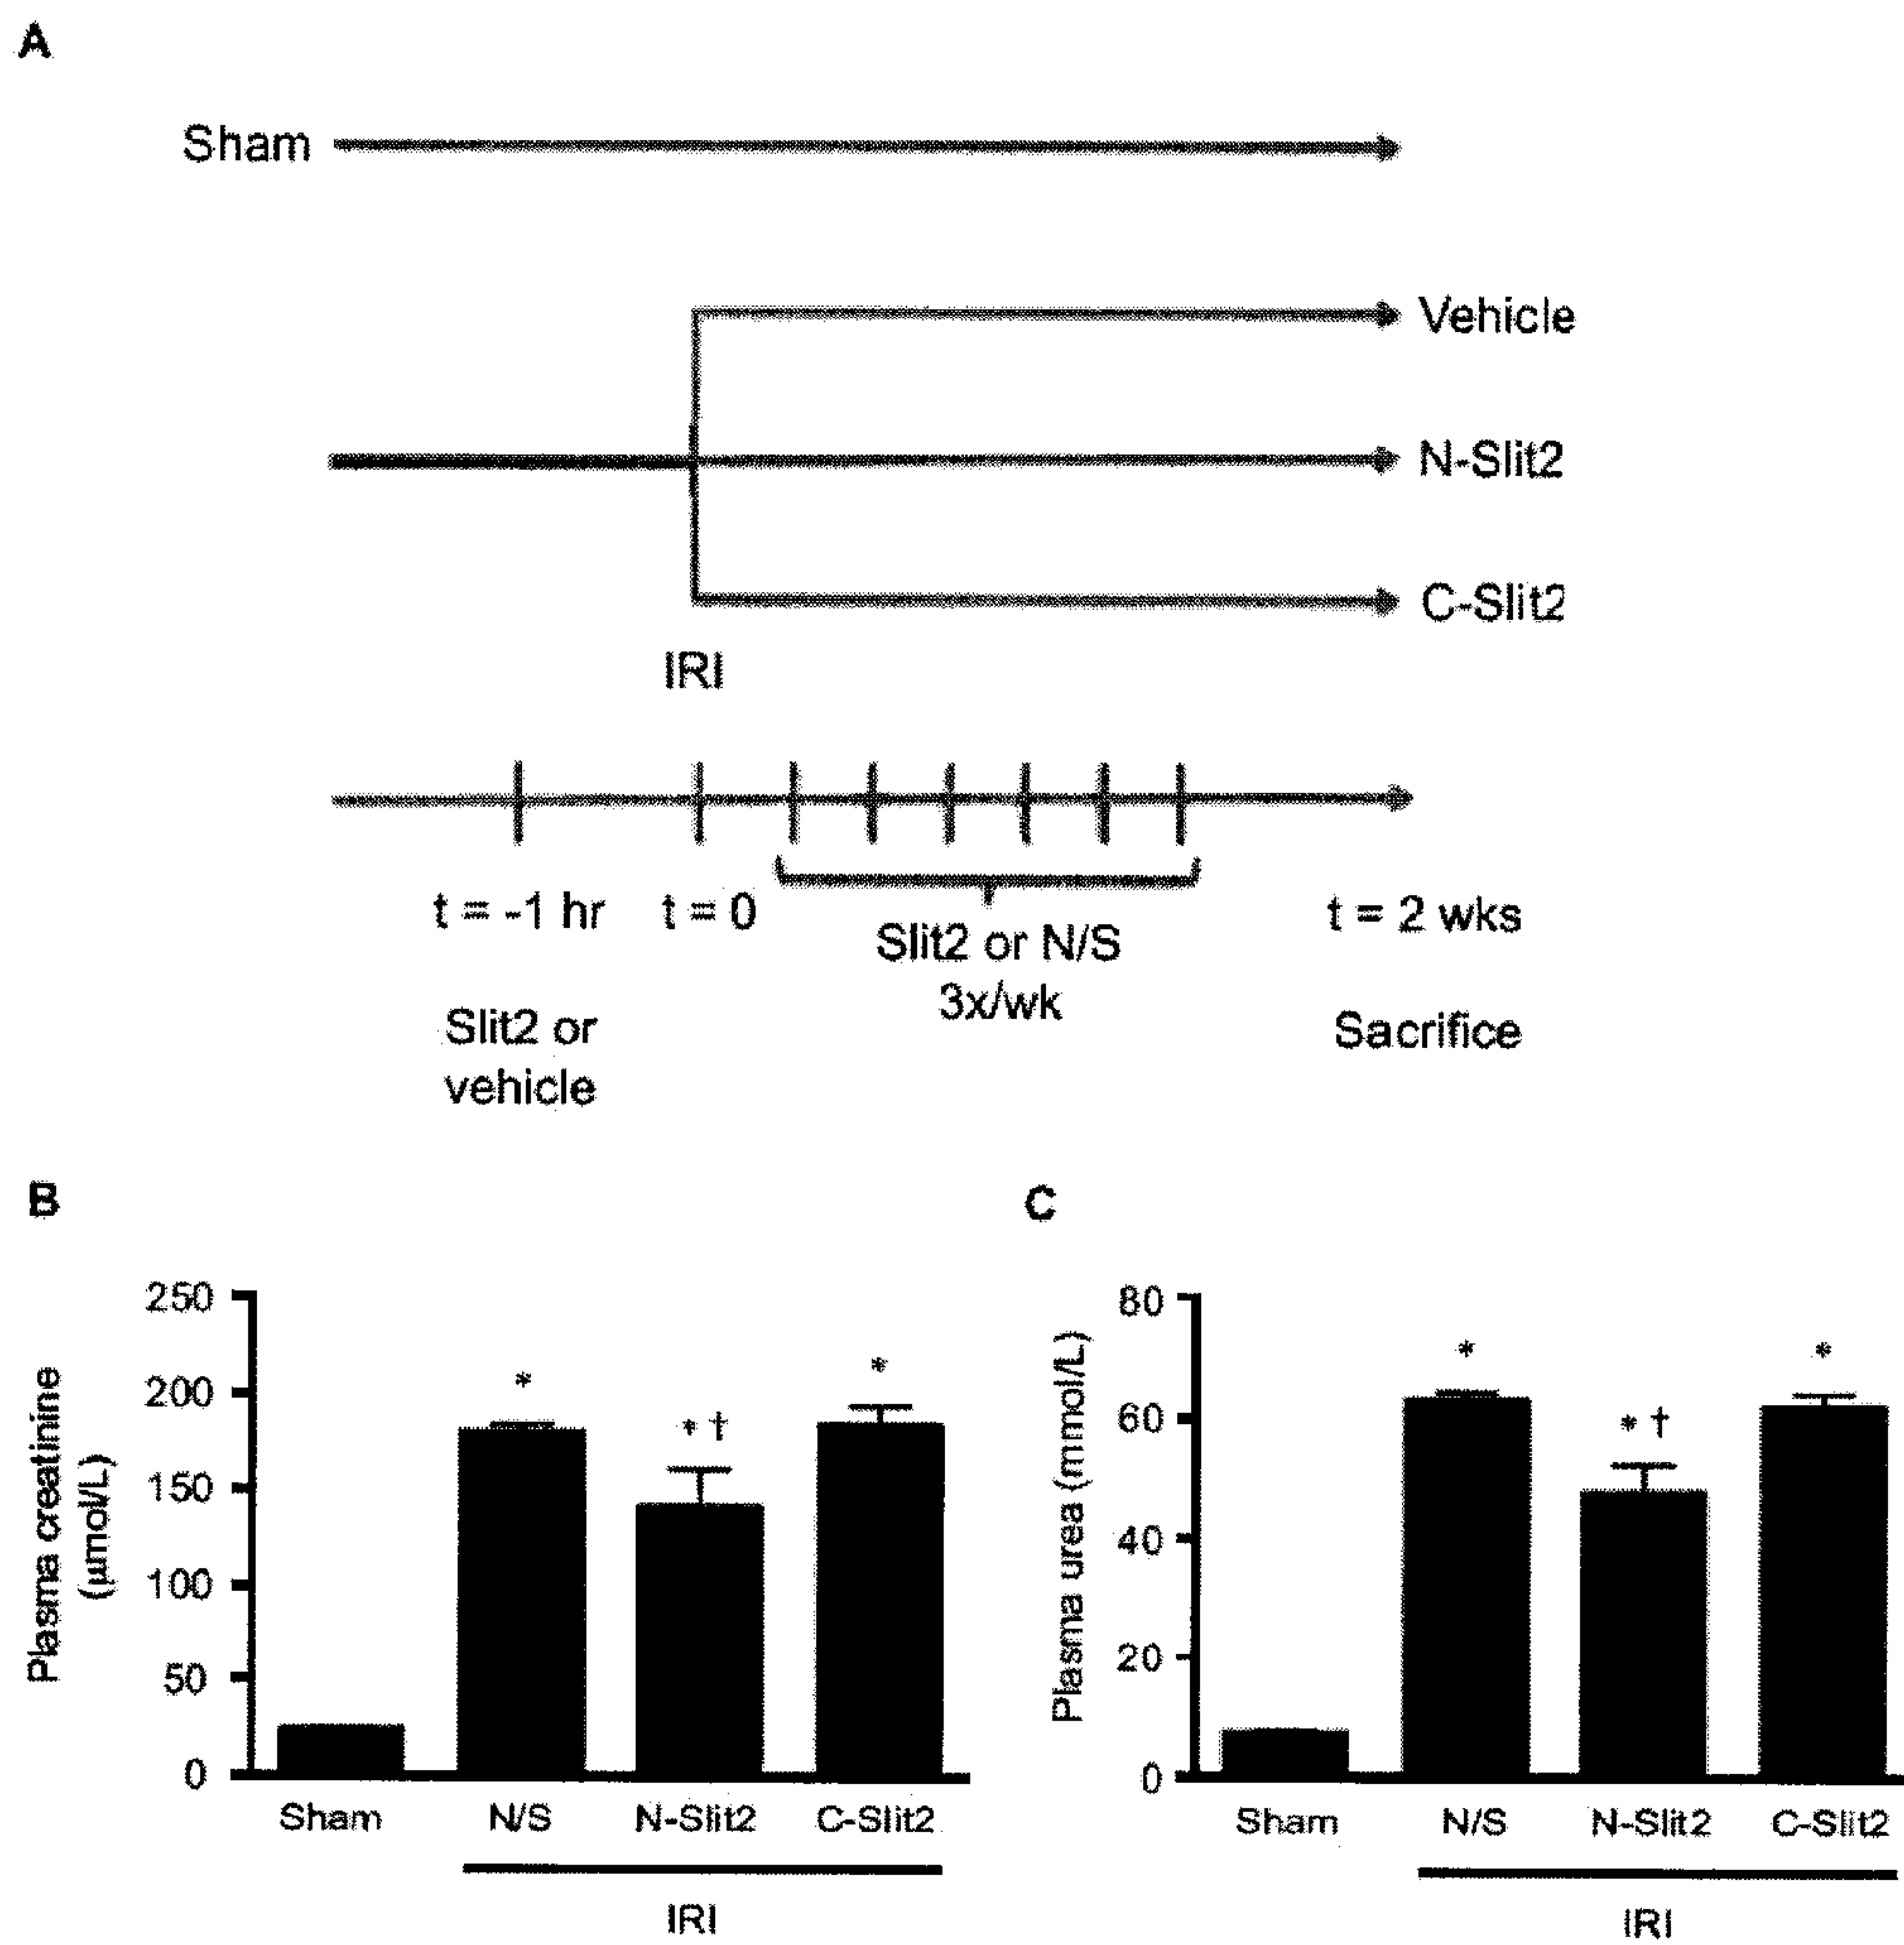 A
Sham
Vehicle
N-Slit2
C-Slit2
IRI
t = -1 hr
t = 0
t = 2 wks
Slit2 or N/S
3x/wk
Slit2 or
vehicle
Sacrifice
B
Plasma creatinine
(µmol/L)
250
200
150
100
50
0
*
* †
*
Sham
N/S
N-Slit2
C-Slit2
IRI
C
Plasma urea (mmol/L)
80
60
40
20
0
*
* †
*
Sham
N/S
N-Slit2
C-Slit2
IRI